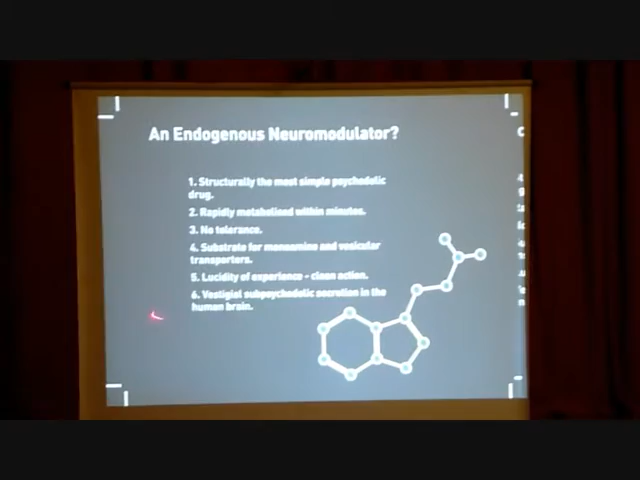 An Endogenous Neuromodulator?
1. Structurally the most simple psychedelic
drug.
2. Rapidly metabolised within minutes.
3. No tolerance.
4. Substrate for monoamine and vesicular
transporters.
5. Lucidity of experience - clean action.
6. Vestigial subpsychedelic secretion in the
human brain.